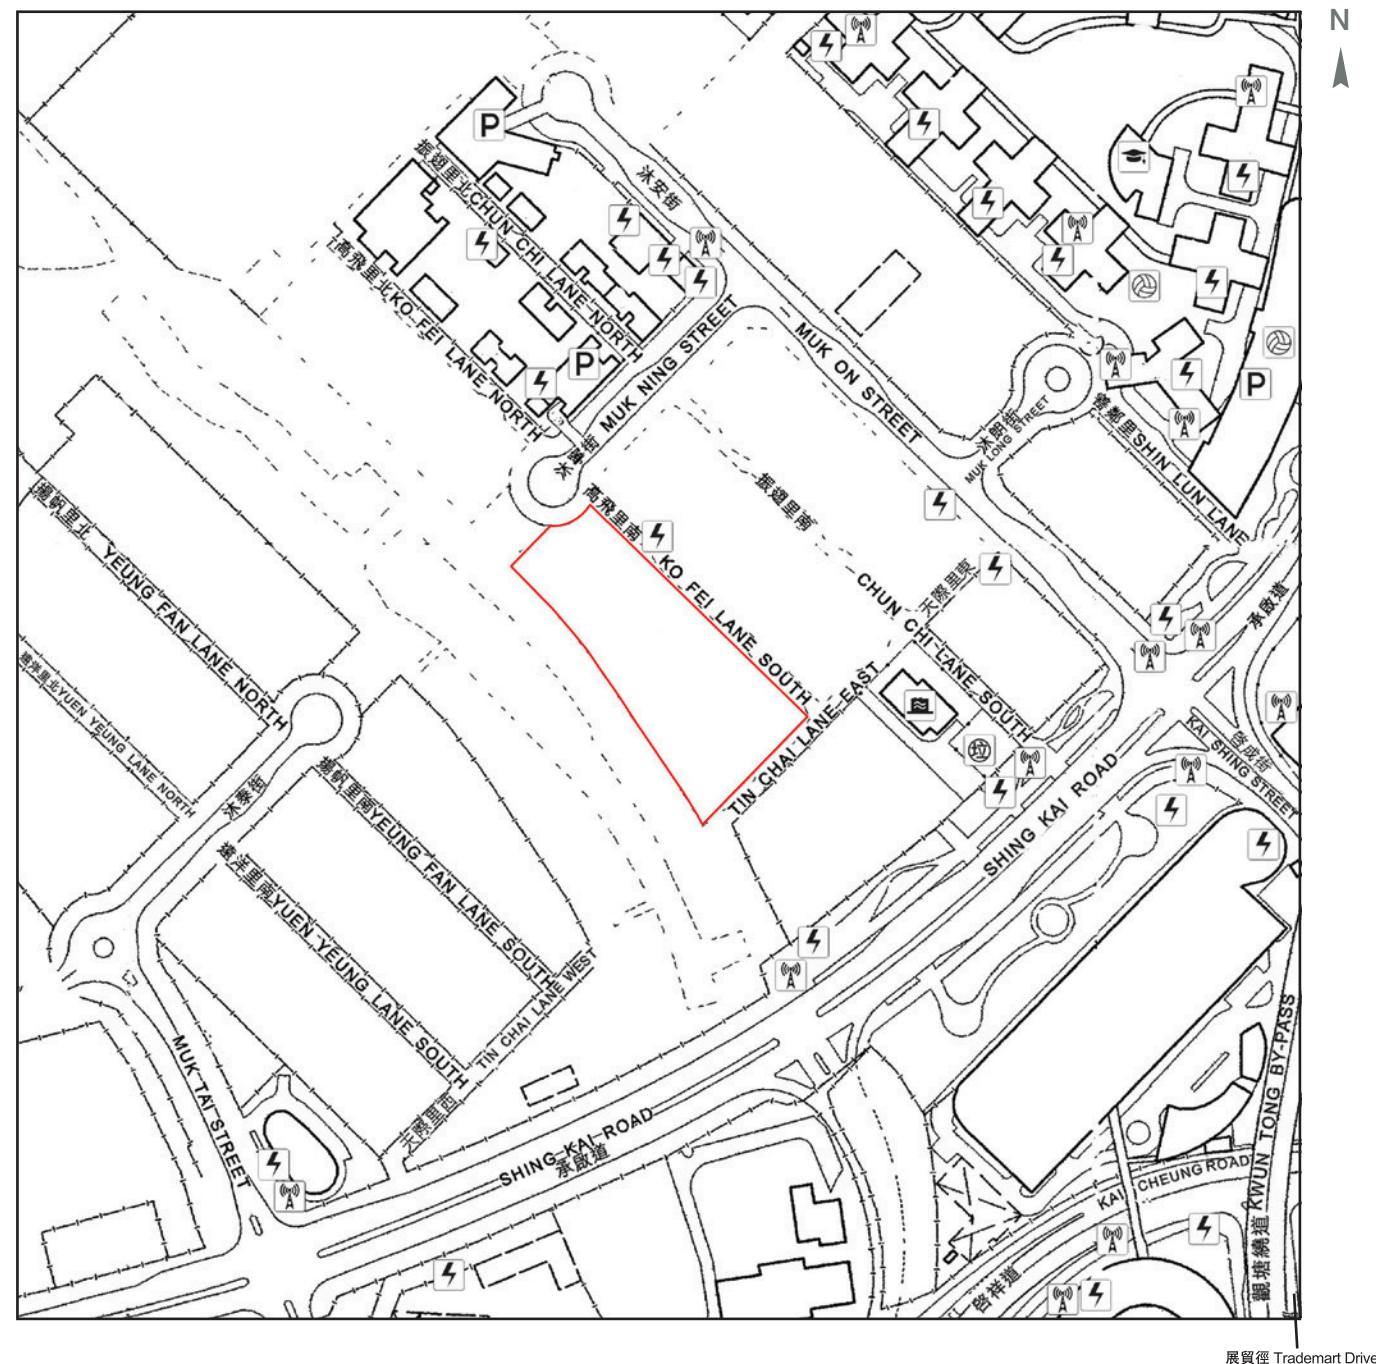 N
P
沐安街
振翅里北 CHUN CHI LANE NORTH
高飛里北 KO FEI LANE NORTH
P
MUK NING STREET
沐寧街
MUK ON STREET
沐朗街
MUK LONG STREET
P
SHIN LUN LANE
高飛里南
KO FEI LANE SOUTH
振翅里南
CHUN CHI LANE SOUTH
天際里東
TIN CHAI LANE EAST
承啟道
揚帆里北 YEUNG FAN LANE NORTH
遠洋里北 YUEN YEUNG LANE NORTH
沐泰街
揚帆里南 YEUNG FAN LANE SOUTH
遠洋里南 YUEN YEUNG LANE SOUTH
垃
SHING KAI ROAD
啓成街
KAI SHING STREET
TIN CHAI LANE WEST
天際里西
MUK TAI STREET
SHING KAI ROAD
承啟道
KAI CHEUNG ROAD
啓祥道
觀塘繞道 KWUN TONG BY-PASS
展貿徑 Trademart Drive